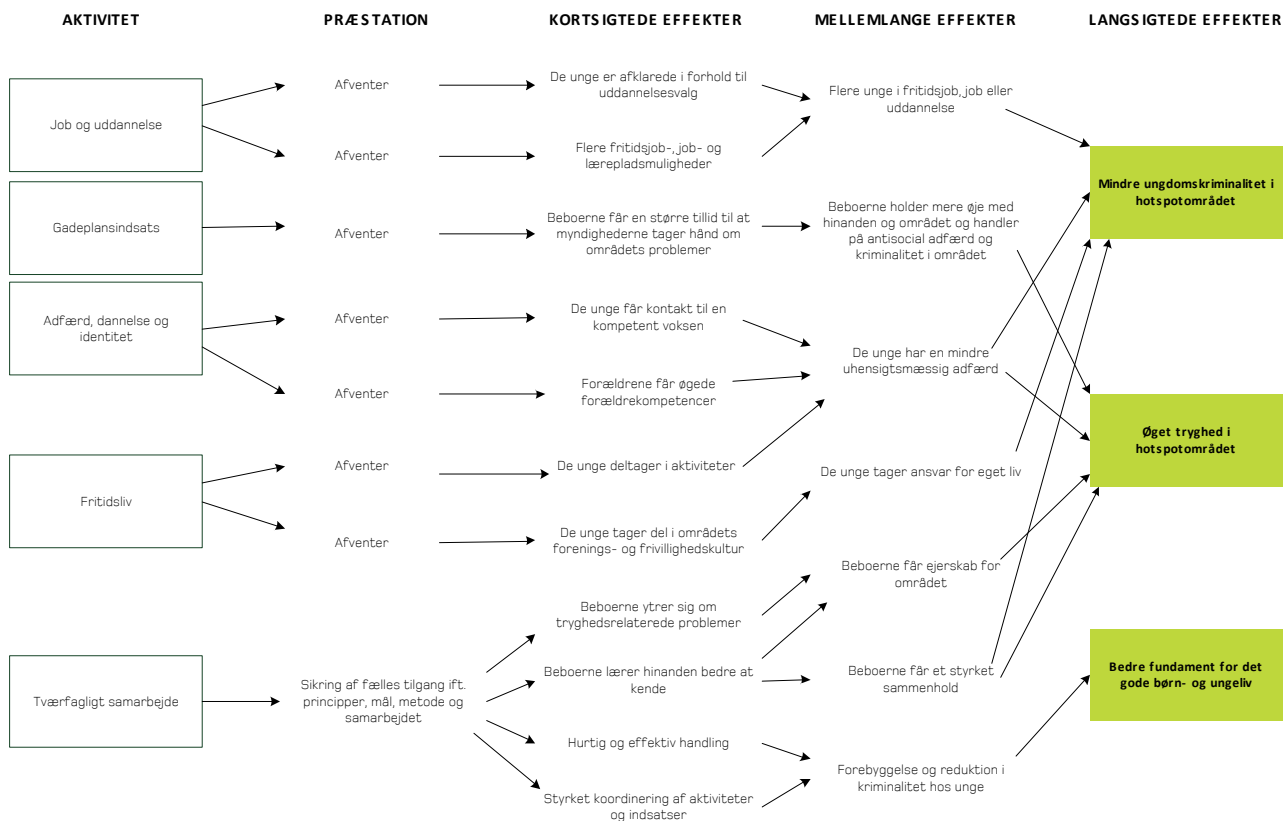 AKTIVITET
PRÆSTATION
KORTSIGTEDE EFFEKTER
MELLEMLANGE EFFEKTER
LANGSIGTEDE EFFEKTER
Job og uddannelse
Afventer
De unge er afklarede i forhold til
uddannelsesvalg
Flere unge i fritidsjob, job eller
uddannelse
Afventer
Flere fritidsjob-, job- og
lærepladsmuligheder
Mindre ungdomskriminalitet i
hotspotområdet
Gadeplansindsats
Afventer
Beboerne får en større tillid til at
myndighederne tager hånd om
områdets problemer
Beboerne holder mere øje med
hinanden og området og handler
på antisocial adfærd og
kriminalitet i området
Adfærd, dannelse og
identitet
Afventer
De unge får kontakt til en
kompetent voksen
De unge har en mindre
uhensigtsmæssig adfærd
Afventer
Forældrene får øgede
forældrekompetencer
Øget tryghed i
hotspotområdet
Fritidsliv
Afventer
De unge deltager i aktiviteter
De unge tager ansvar for eget liv
Afventer
De unge tager del i områdets
forenings- og frivillighedskultur
Beboerne får ejerskab for
området
Beboerne ytrer sig om
tryghedsrelaterede problemer
Tværfagligt samarbejde
Sikring af fælles tilgang ift.
principper, mål, metode og
samarbejdet
Beboerne lærer hinanden bedre at
kende
Beboerne får et styrket
sammenhold
Bedre fundament for det
gode børn- og ungeliv
Hurtig og effektiv handling
Forebyggelse og reduktion i
kriminalitet hos unge
Styrket koordinering af aktiviteter
og indsatser